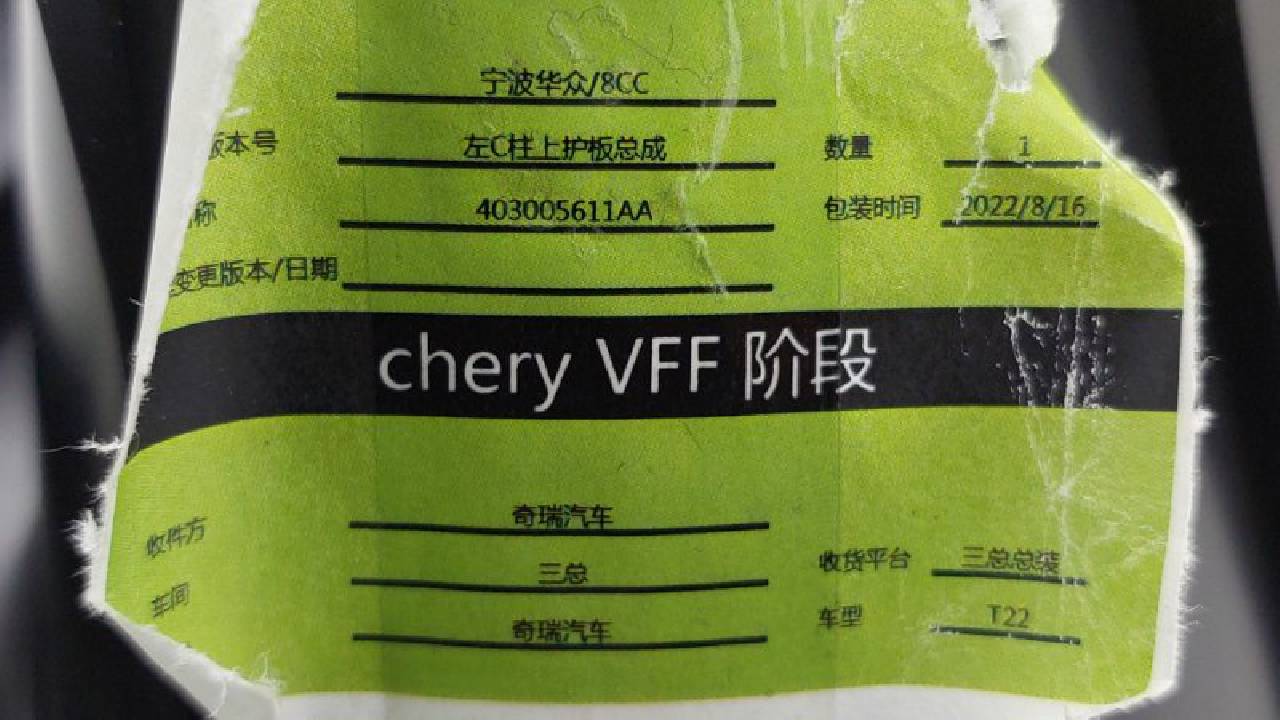 宁波华众/8CC
版本号 左C柱上护板总成 数量 1
称 403005611AA 包装时间 2022/8/16
变更版本/日期
chery VFF 阶段
收件方 奇瑞汽车
车间 三总 收货平台 三总总装
奇瑞汽车 车型 T22